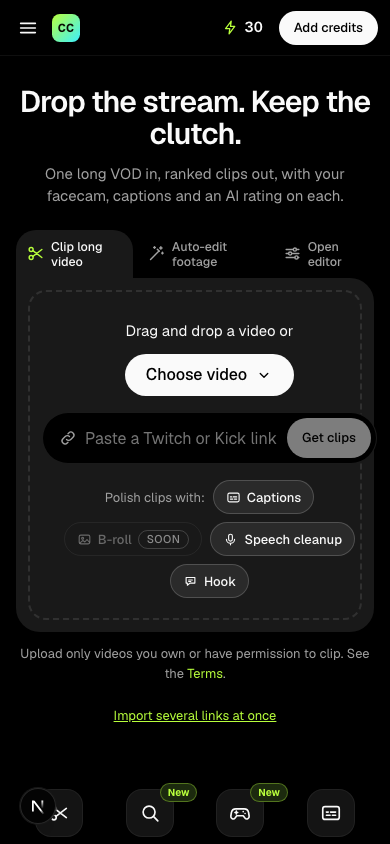 CC
30
Add credits
Drop the stream. Keep the
clutch.
One long VOD in, ranked clips out, with your
facecam, captions and an AI rating on each.
Clip long
video
Auto-edit
footage
Open
editor
Drag and drop a video or
Choose video
Paste a Twitch or Kick link
Get clips
Polish clips with:
Captions
B-roll
SOON
Speech cleanup
Hook
Upload only videos you own or have permission to clip. See
the Terms.
Import several links at once
New
New
N